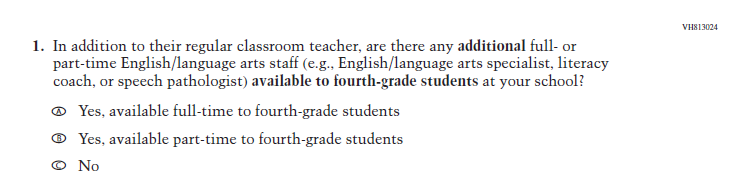 VH813024
1. In addition to their regular classroom teacher, are there any additional full- or
part-time English/language arts staff (e.g., English/language arts specialist, literacy
coach, or speech pathologist) available to fourth-grade students at your school?
A Yes, available full-time to fourth-grade students
B Yes, available part-time to fourth-grade students
C No